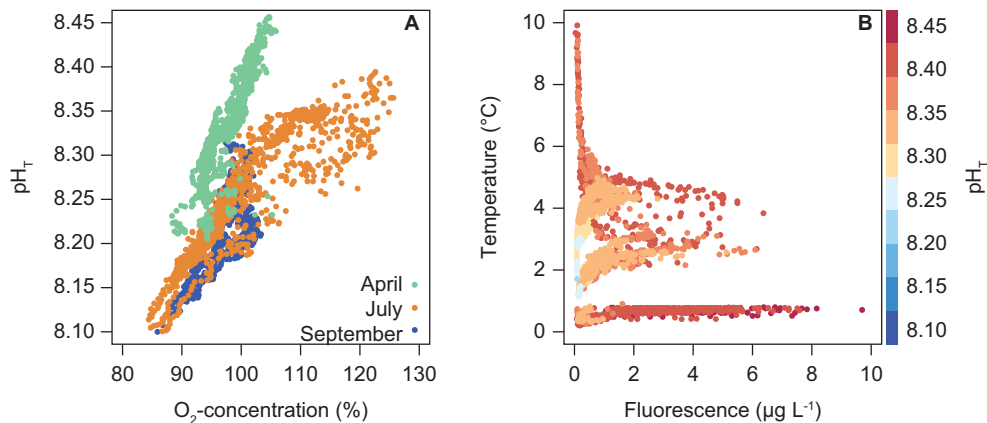 A
8.45
8.40
8.35
8.30
8.25
8.20
8.15
8.10
pH_T
80 90 100 110 120 130
O₂-concentration (%)
April
July
September
B
10
8
6
4
2
0
Temperature (°C)
0 2 4 6 8 10
Fluorescence (µg L⁻¹)
8.45
8.40
8.35
8.30
8.25
8.20
8.15
8.10
pH_T